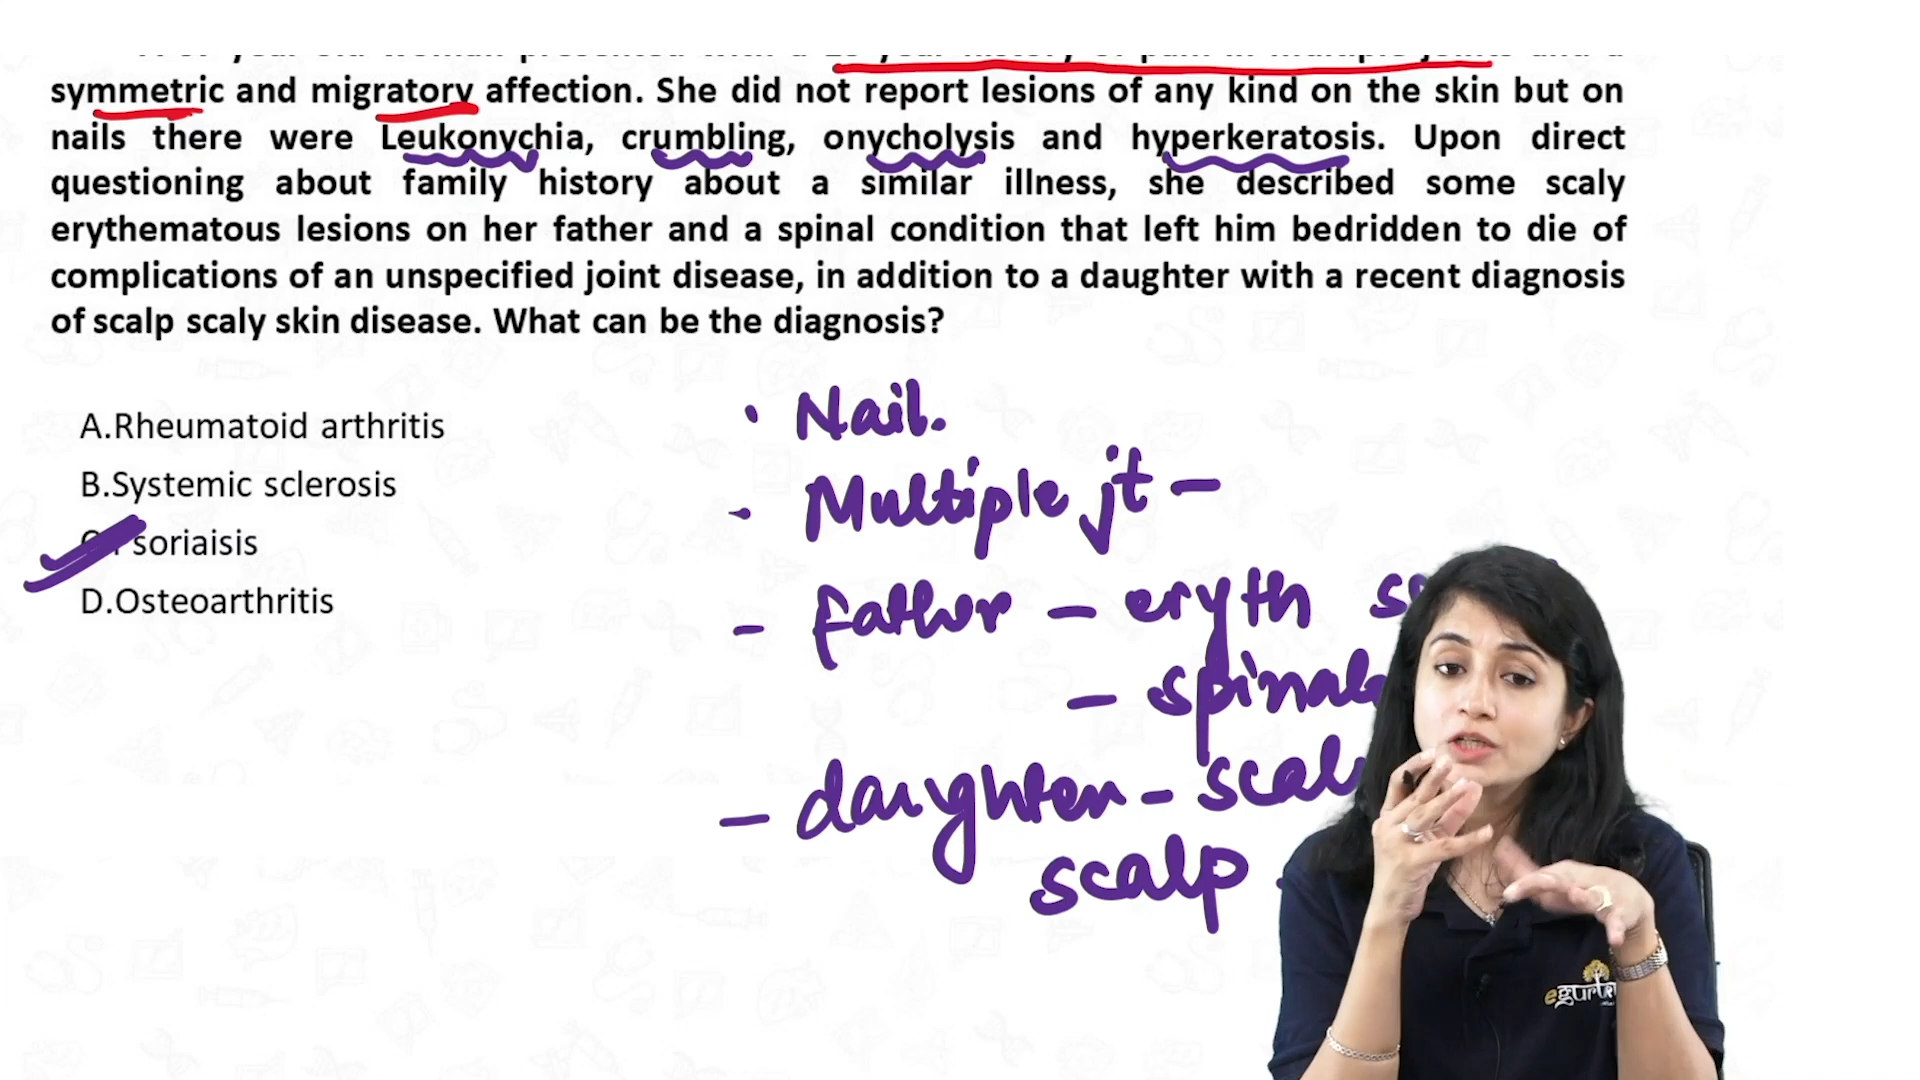 symmetric and migratory affection. She did not report lesions of any kind on the skin but on
nails there were Leukonychia, crumbling, onycholysis and hyperkeratosis. Upon direct
questioning about family history about a similar illness, she described some scaly
erythematous lesions on her father and a spinal condition that left him bedridden to die of
complications of an unspecified joint disease, in addition to a daughter with a recent diagnosis
of scalp scaly skin disease. What can be the diagnosis?
A.Rheumatoid arthritis
B.Systemic sclerosis
soriaisis
D.Osteoarthritis
• Nail.
- Multiple jt -
- father - eryth
- spinal
- daughter -
scalp